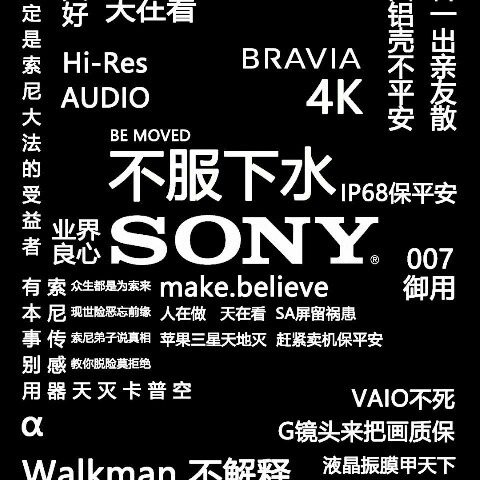 定是索尼大法的受益者
好
天在看
铝壳不平安
一出亲友散
Hi-Res
AUDIO
BRAVIA
4K
BE MOVED
不服下水
IP68保平安
业界
良心
SONY®
007
御用
有本事别用
索尼传感器
众生都是为索来
现世险恶忘前缘
索尼弟子说真相
教你脱险莫拒绝
make.believe
人在做 天在看 SA屏留祸患
苹果三星天地灭 赶紧卖机保平安
天灭卡普空
α
VAIO不死
G镜头来把画质保
Walkman 不解释
液晶振膜甲天下